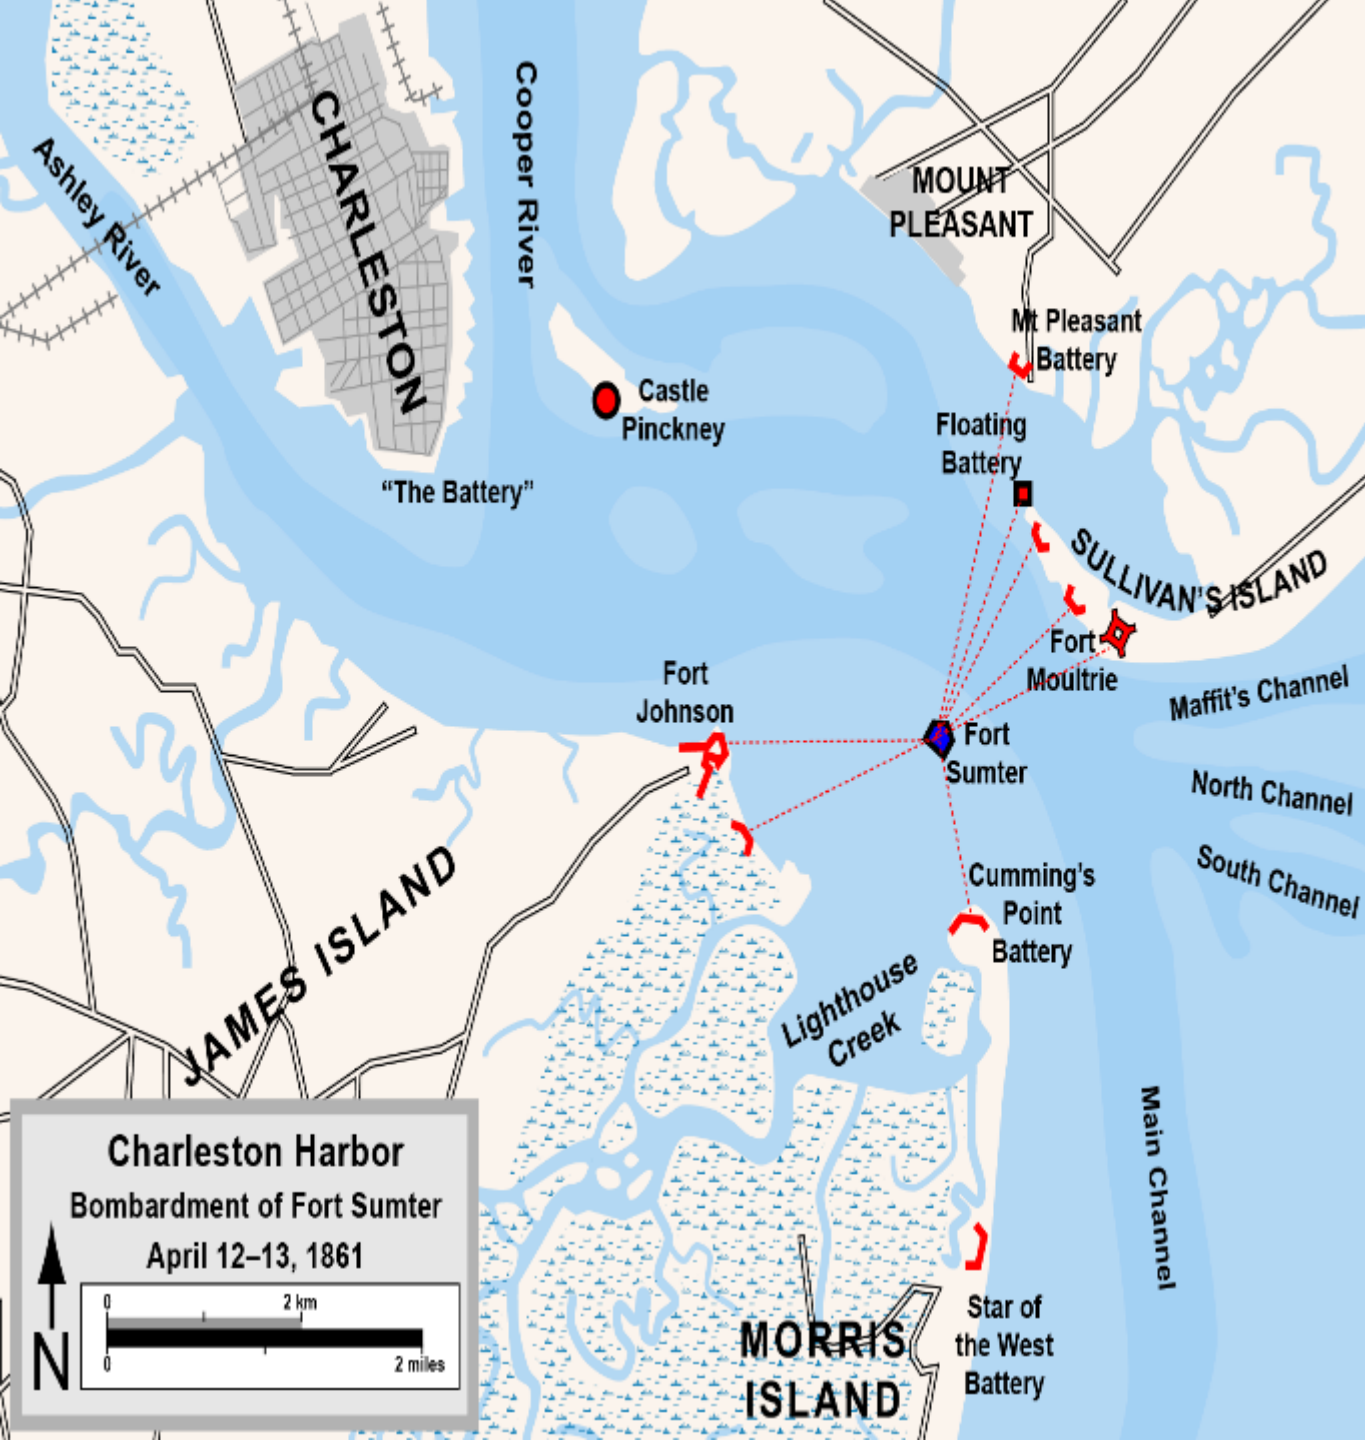 Ashley River
CHARLESTON
Cooper River
MOUNT
PLEASANT
Mt Pleasant
Battery
Castle
Pinckney
Floating
Battery
“The Battery”
SULLIVAN'S ISLAND
Fort
Moultrie
Fort
Johnson
Maffit's Channel
Fort
Sumter
North Channel
South Channel
Cumming's
Point
Battery
JAMES ISLAND
Lighthouse
Creek
Main Channel
Charleston Harbor
Bombardment of Fort Sumter
April 12–13, 1861
0 2 km
0 2 miles
N
Star of
the West
Battery
MORRIS
ISLAND